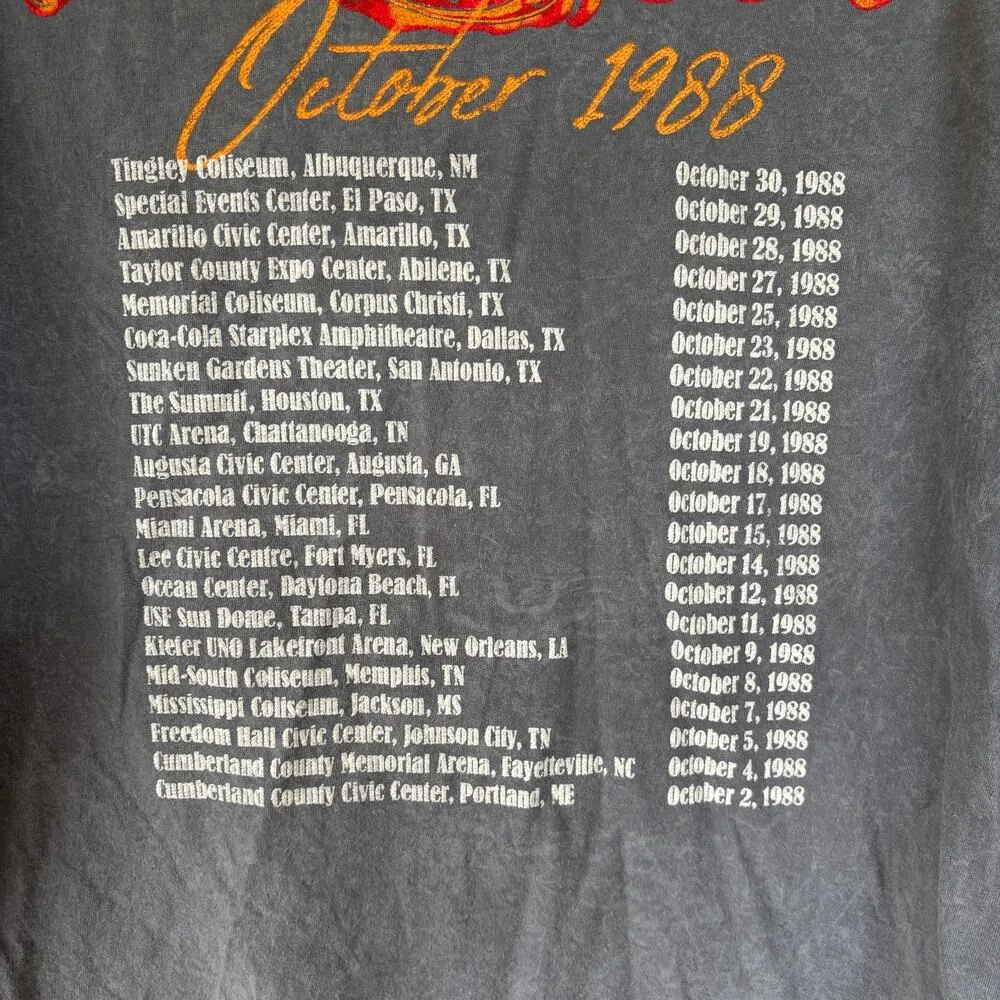 October 1988
Tingley Coliseum, Albuquerque, NM October 30, 1988
Special Events Center, El Paso, TX October 29, 1988
Amarillo Civic Center, Amarillo, TX October 28, 1988
Taylor County Expo Center, Abilene, TX October 27, 1988
Memorial Coliseum, Corpus Christi, TX October 25, 1988
Coca-Cola Starplex Amphitheatre, Dallas, TX October 23, 1988
Sunken Gardens Theater, San Antonio, TX October 22, 1988
The Summit, Houston, TX October 21, 1988
UTC Arena, Chattanooga, TN October 19, 1988
Augusta Civic Center, Augusta, GA October 18, 1988
Pensacola Civic Center, Pensacola, FL October 17, 1988
Miami Arena, Miami, FL October 15, 1988
Lee Civic Centre, Fort Myers, FL October 14, 1988
Ocean Center, Daytona Beach, FL October 12, 1988
USF Sun Dome, Tampa, FL October 11, 1988
Kiefer UNO Lakefront Arena, New Orleans, LA October 9, 1988
Mid-South Coliseum, Memphis, TN October 8, 1988
Mississippi Coliseum, Jackson, MS October 7, 1988
Freedom Hall Civic Center, Johnson City, TN October 5, 1988
Cumberland County Memorial Arena, Fayetteville, NC October 4, 1988
Cumberland County Civic Center, Portland, ME October 2, 1988